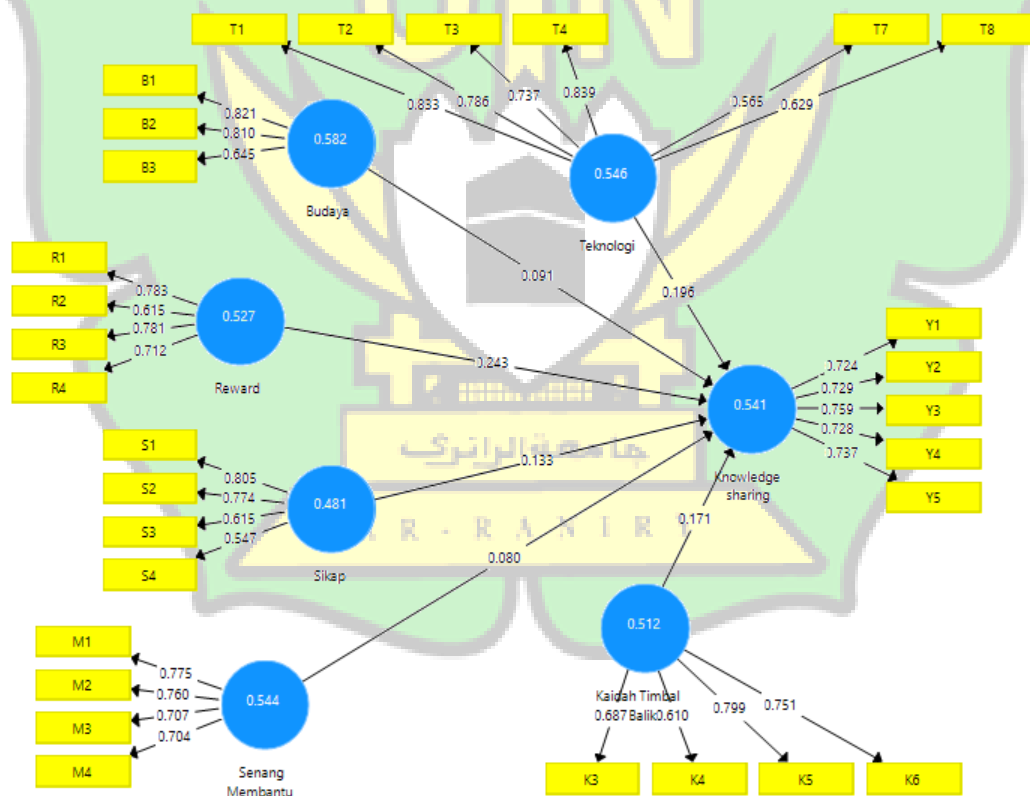 T1 T2 T3 T4 T7 T8
0.833 0.786 0.737 0.839 0.565 0.629
B1
B2
B3
0.821
0.810
0.645
0.582
Budaya
0.546
Teknologi
0.091
0.196
R1
R2
R3
R4
0.783
0.615
0.781
0.712
0.527
Reward
0.243
Y1
Y2
Y3
Y4
Y5
0.724
0.729
0.759
0.728
0.737
0.541
Knowledge
sharing
S1
S2
S3
S4
0.805
0.774
0.615
0.547
0.481
Sikap
0.133
جامعة الرانري
R - R A N I R Y
0.080
0.171
M1
M2
M3
M4
0.775
0.760
0.707
0.704
0.544
Senang
Membantu
0.512
Kaidah Timbal
Balik
0.687 0.610 0.799 0.751
K3 K4 K5 K6